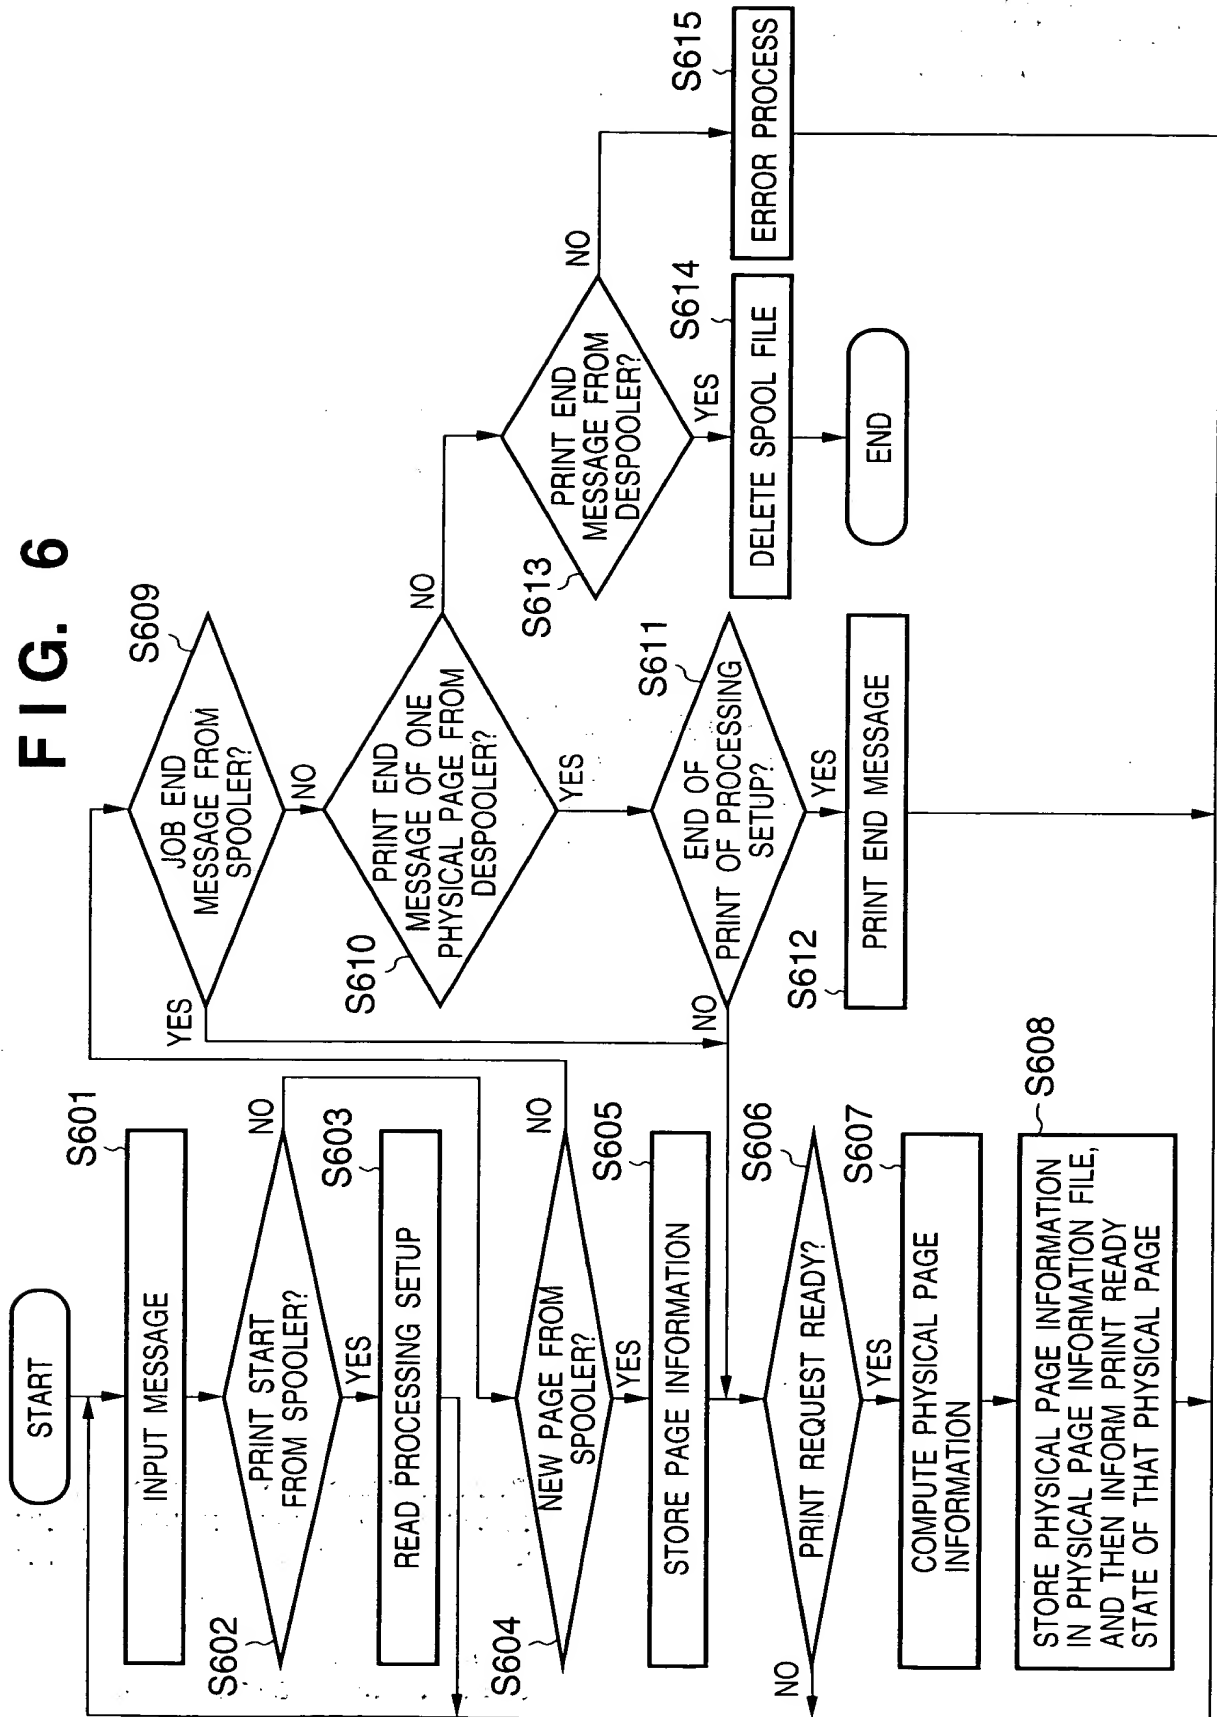 FIG. 6
START
S601
INPUT MESSAGE
S602
PRINT START
FROM SPOOLER?
NO
YES
S603
READ PROCESSING SETUP
S604
NEW PAGE FROM
SPOOLER?
NO
YES
S605
STORE PAGE INFORMATION
S606
PRINT REQUEST READY?
NO
YES
S607
COMPUTE PHYSICAL PAGE
INFORMATION
S608
STORE PHYSICAL PAGE INFORMATION
IN PHYSICAL PAGE INFORMATION FILE,
AND THEN INFORM PRINT READY
STATE OF THAT PHYSICAL PAGE
S609
JOB END
MESSAGE FROM
SPOOLER?
YES
NO
S610
PRINT END
MESSAGE OF ONE
PHYSICAL PAGE FROM
DESPOOLER?
NO
YES
S611
END OF
PRINT OF PROCESSING
SETUP?
NO
YES
S612
PRINT END MESSAGE
S613
PRINT END
MESSAGE FROM
DESPOOLER?
NO
YES
S614
DELETE SPOOL FILE
END
S615
ERROR PROCESS